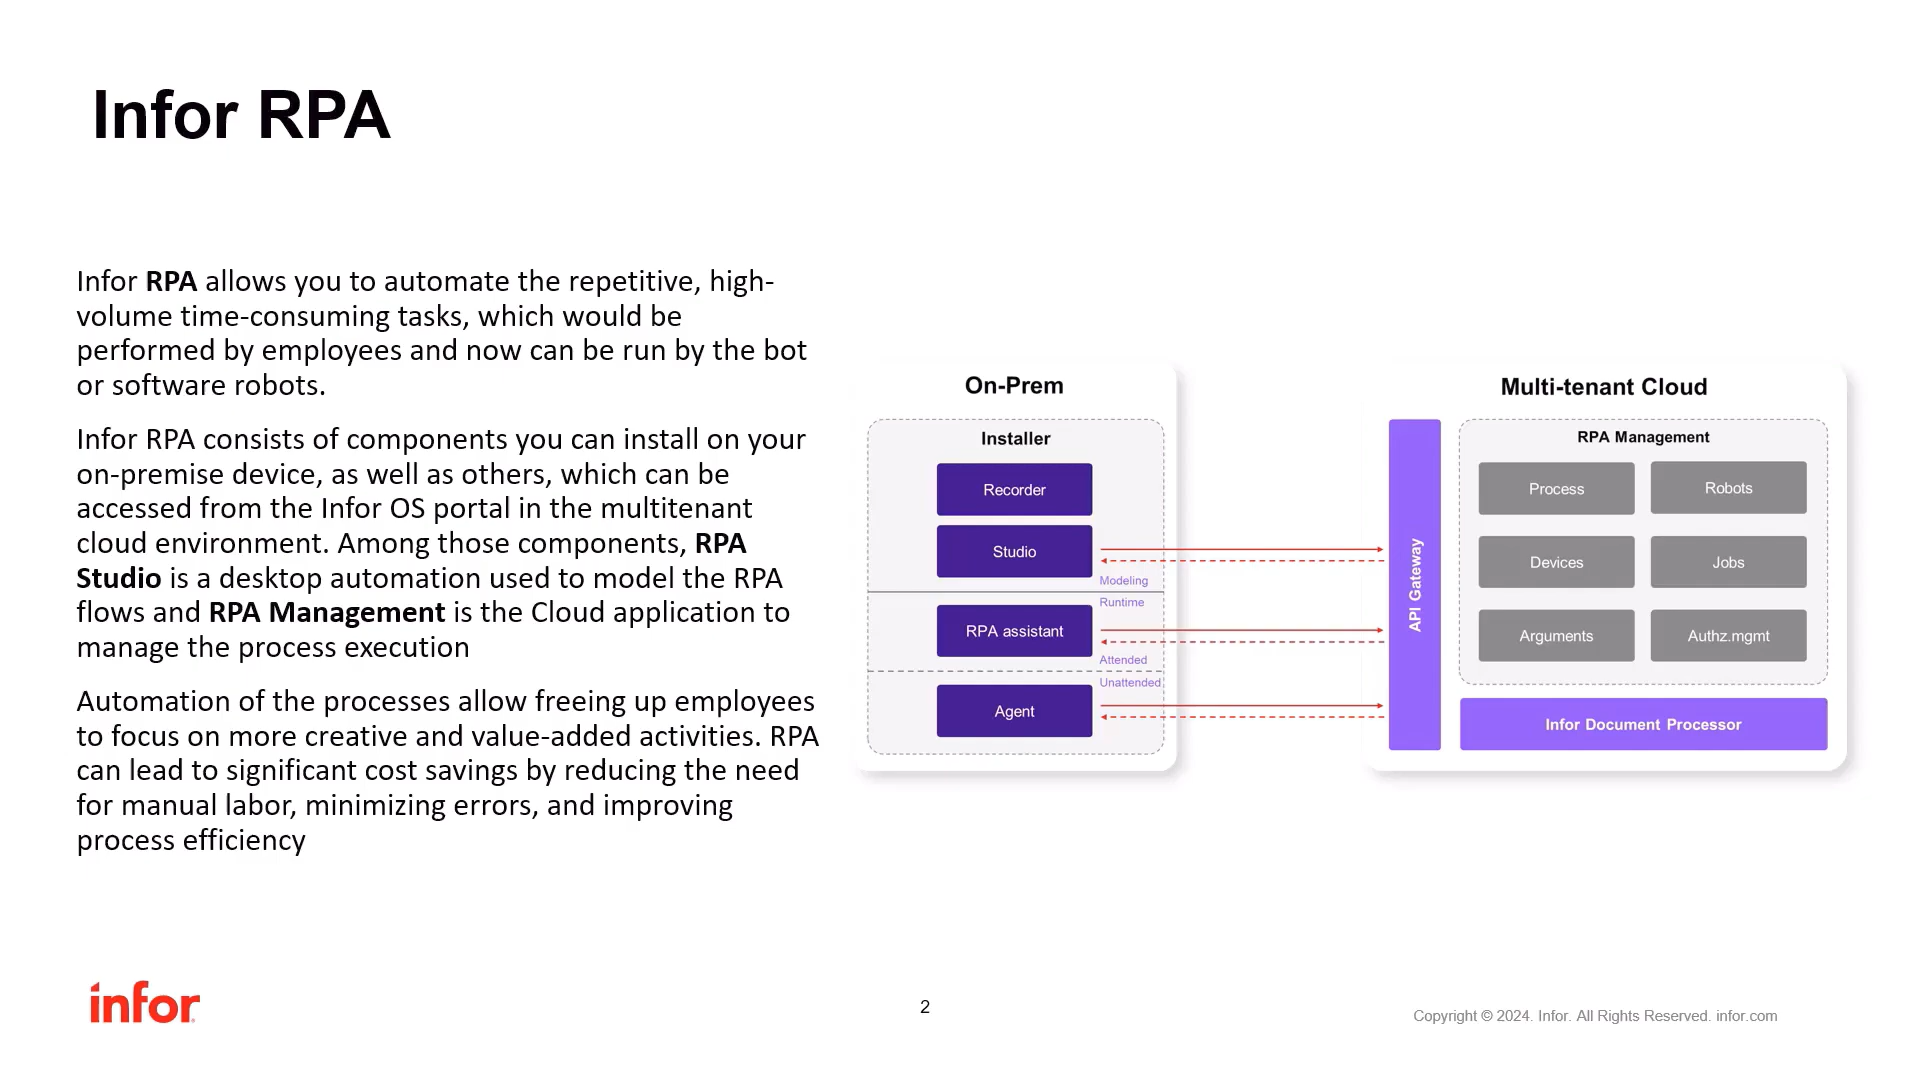 Infor RPA
Infor RPA allows you to automate the repetitive, high-
volume time-consuming tasks, which would be
performed by employees and now can be run by the bot
or software robots.
Infor RPA consists of components you can install on your
on-premise device, as well as others, which can be
accessed from the Infor OS portal in the multitenant
cloud environment. Among those components, RPA
Studio is a desktop automation used to model the RPA
flows and RPA Management is the Cloud application to
manage the process execution
Automation of the processes allow freeing up employees
to focus on more creative and value-added activities. RPA
can lead to significant cost savings by reducing the need
for manual labor, minimizing errors, and improving
process efficiency
On-Prem
Installer
Recorder
Studio
Modeling
Runtime
RPA assistant
Attended
Unattended
Agent
Multi-tenant Cloud
API Gateway
RPA Management
Process
Robots
Devices
Jobs
Arguments
Authz.mgmt
Infor Document Processor
infor
2
Copyright © 2024. Infor. All Rights Reserved. infor.com